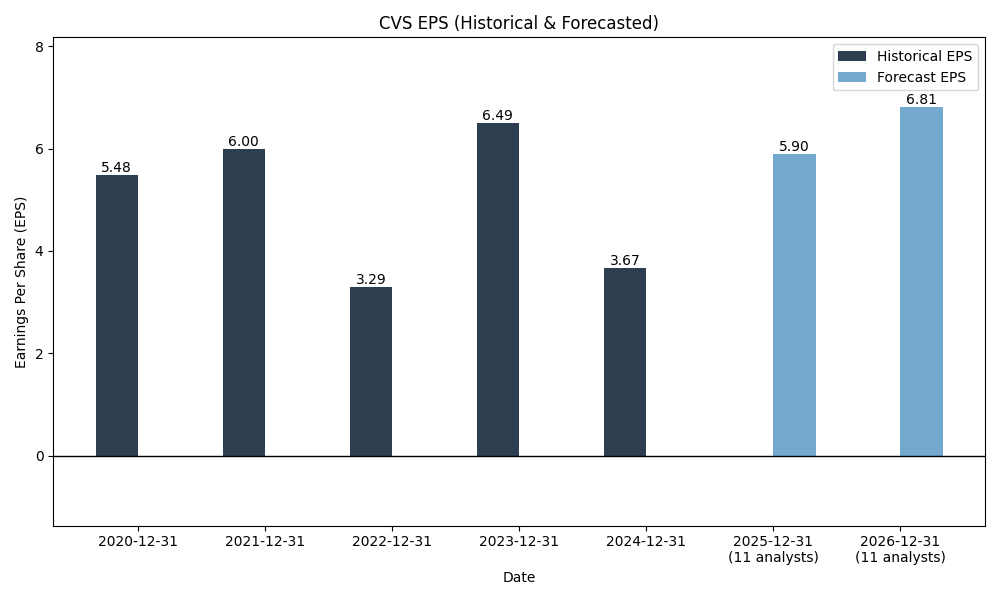 CVS EPS (Historical & Forecasted)
Historical EPS
Forecast EPS
Earnings Per Share (EPS)
8
6
4
2
0
5.48
6.00
3.29
6.49
3.67
5.90
6.81
2020-12-31
2021-12-31
2022-12-31
2023-12-31
2024-12-31
2025-12-31
(11 analysts)
2026-12-31
(11 analysts)
Date